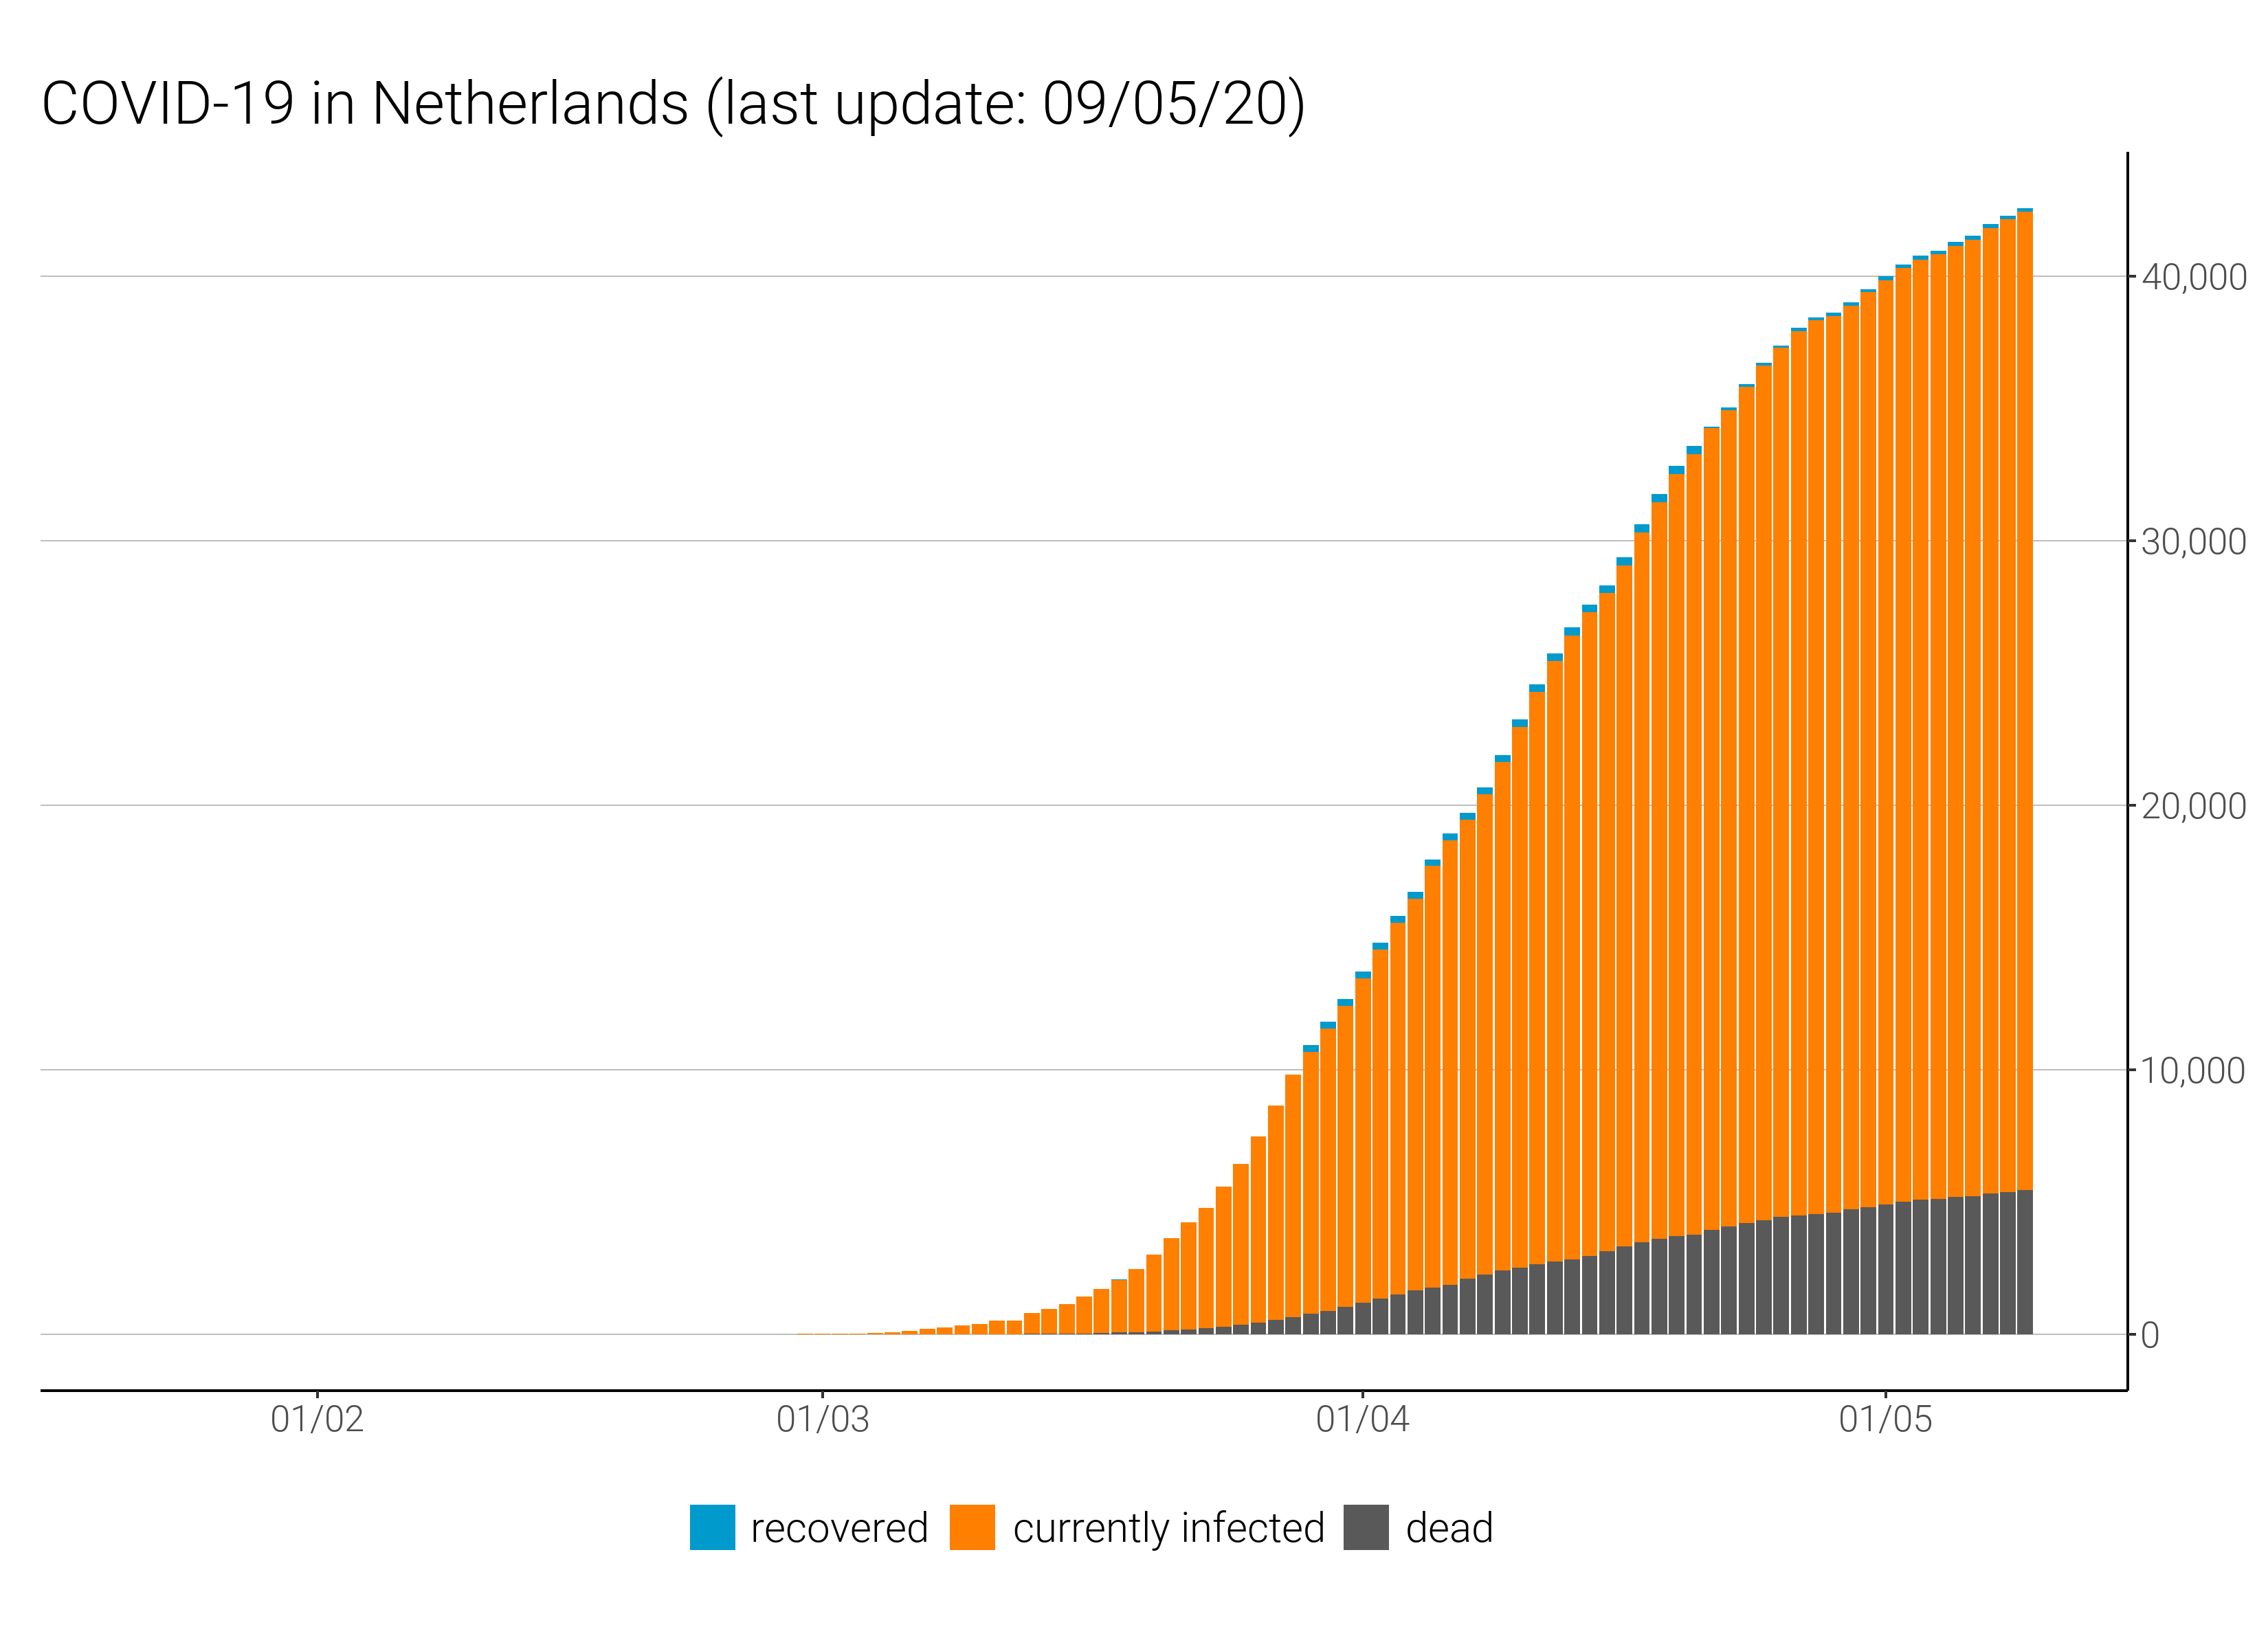 COVID-19 in Netherlands (last update: 09/05/20)
40,000
30,000
20,000
10,000
0
01/02 01/03 01/04 01/05
recovered currently infected dead